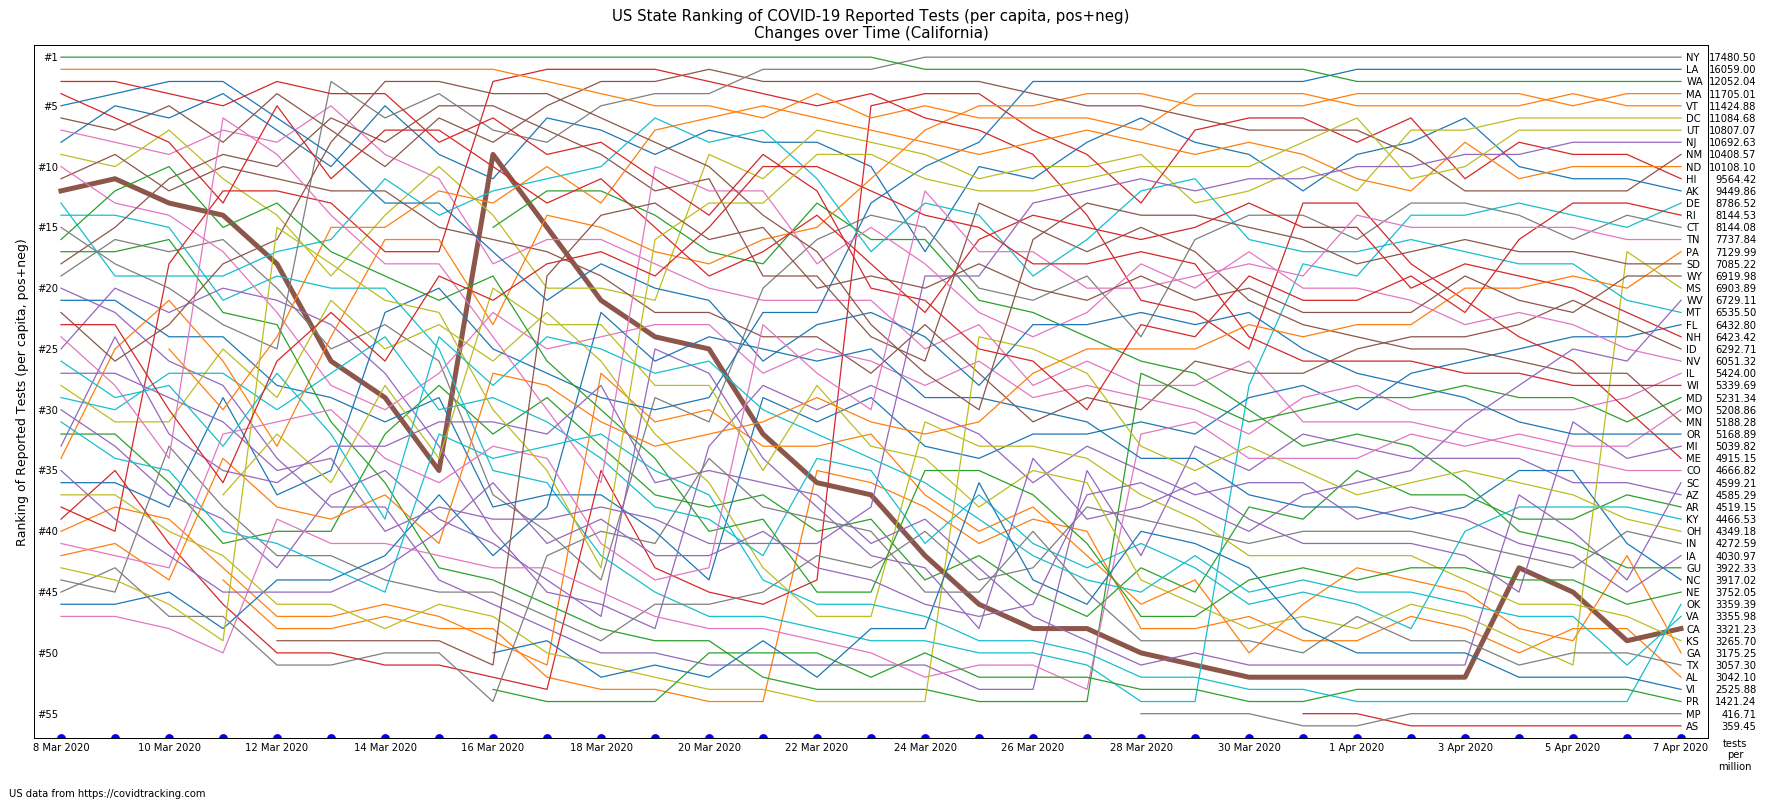 US State Ranking of COVID-19 Reported Tests (per capita, pos+neg)
Changes over Time (California)
Ranking of Reported Tests (per capita, pos+neg)
#1
#5
#10
#15
#20
#25
#30
#35
#40
#45
#50
#55
NY 17480.50
LA 16059.00
WA 12052.04
MA 11705.01
VT 11424.88
DC 11084.68
UT 10807.07
NJ 10692.63
NM 10408.57
ND 10108.10
HI 9564.42
AK 9449.86
DE 8786.52
RI 8144.53
CT 8144.08
TN 7737.84
PA 7129.99
SD 7085.22
WY 6919.98
MS 6903.89
WV 6729.11
MT 6535.50
FL 6432.80
NH 6423.42
ID 6292.71
NV 6051.32
IL 5424.00
WI 5339.69
MD 5231.34
MO 5208.86
MN 5188.28
OR 5168.89
MI 5039.82
ME 4915.15
CO 4666.82
SC 4599.21
AZ 4585.29
AR 4519.15
KY 4466.53
OH 4349.18
IN 4272.59
IA 4030.97
GU 3922.33
NC 3917.02
NE 3752.05
OK 3359.39
VA 3355.98
CA 3321.23
KS 3265.70
GA 3175.25
TX 3057.30
AL 3042.10
VI 2525.88
PR 1421.24
MP 416.71
AS 359.45
8 Mar 2020 10 Mar 2020 12 Mar 2020 14 Mar 2020 16 Mar 2020 18 Mar 2020 20 Mar 2020 22 Mar 2020 24 Mar 2020 26 Mar 2020 28 Mar 2020 30 Mar 2020 1 Apr 2020 3 Apr 2020 5 Apr 2020 7 Apr 2020
tests
per
million
US data from https://covidtracking.com